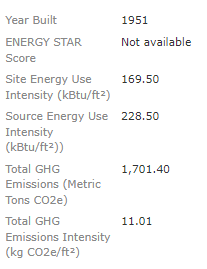 Year Built 1951
ENERGY STAR Not available
Score
Site Energy Use 169.50
Intensity (kBtu/ft²)
Source Energy Use 228.50
Intensity
(kBtu/ft²))
Total GHG 1,701.40
Emissions (Metric
Tons CO2e)
Total GHG 11.01
Emissions Intensity
(kg CO2e/ft²)